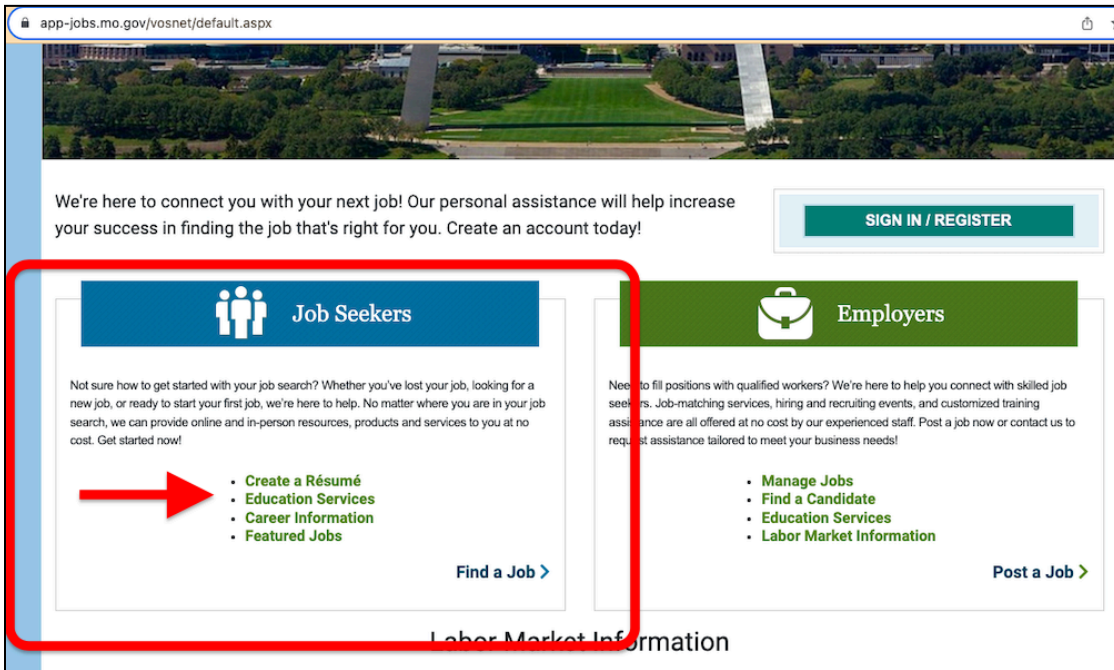 app-jobs.mo.gov/vosnet/default.aspx
We're here to connect you with your next job! Our personal assistance will help increase
your success in finding the job that's right for you. Create an account today!
SIGN IN / REGISTER
Job Seekers
Not sure how to get started with your job search? Whether you've lost your job, looking for a
new job, or ready to start your first job, we're here to help. No matter where you are in your job
search, we can provide online and in-person resources, products and services to you at no
cost. Get started now!
• Create a Résumé
• Education Services
• Career Information
• Featured Jobs
Find a Job
Employers
Need to fill positions with qualified workers? We're here to help you connect with skilled job
seekers. Job-matching services, hiring and recruiting events, and customized training
assistance are all offered at no cost by our experienced staff. Post a job now or contact us to
request assistance tailored to meet your business needs!
• Manage Jobs
• Find a Candidate
• Education Services
• Labor Market Information
Post a Job
Labor Market Information